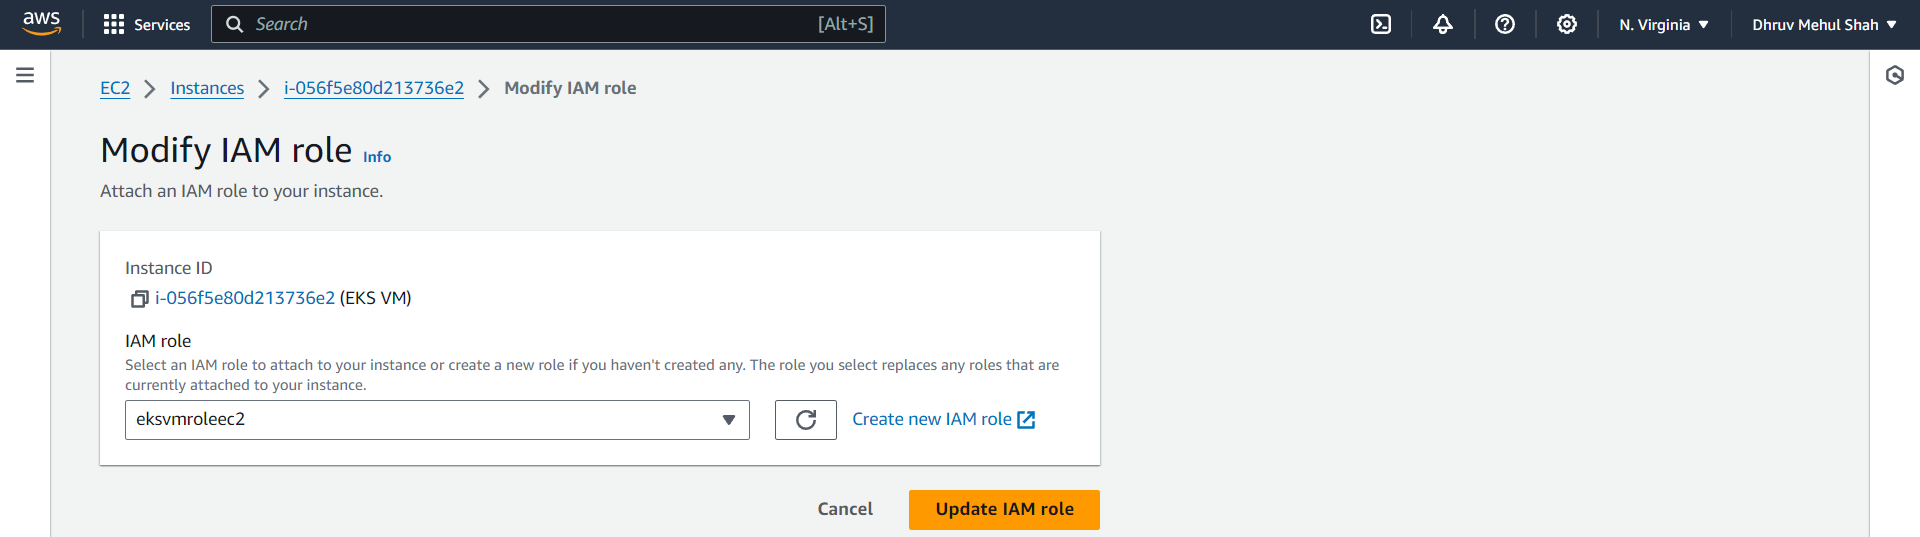 aws Services Search [Alt+S] N. Virginia Dhruv Mehul Shah
EC2 Instances i-056f5e80d213736e2 Modify IAM role
Modify IAM role Info
Attach an IAM role to your instance.
Instance ID
i-056f5e80d213736e2 (EKS VM)
IAM role
Select an IAM role to attach to your instance or create a new role if you haven't created any. The role you select replaces any roles that are
currently attached to your instance.
eksvmroleec2 Create new IAM role
Cancel Update IAM role